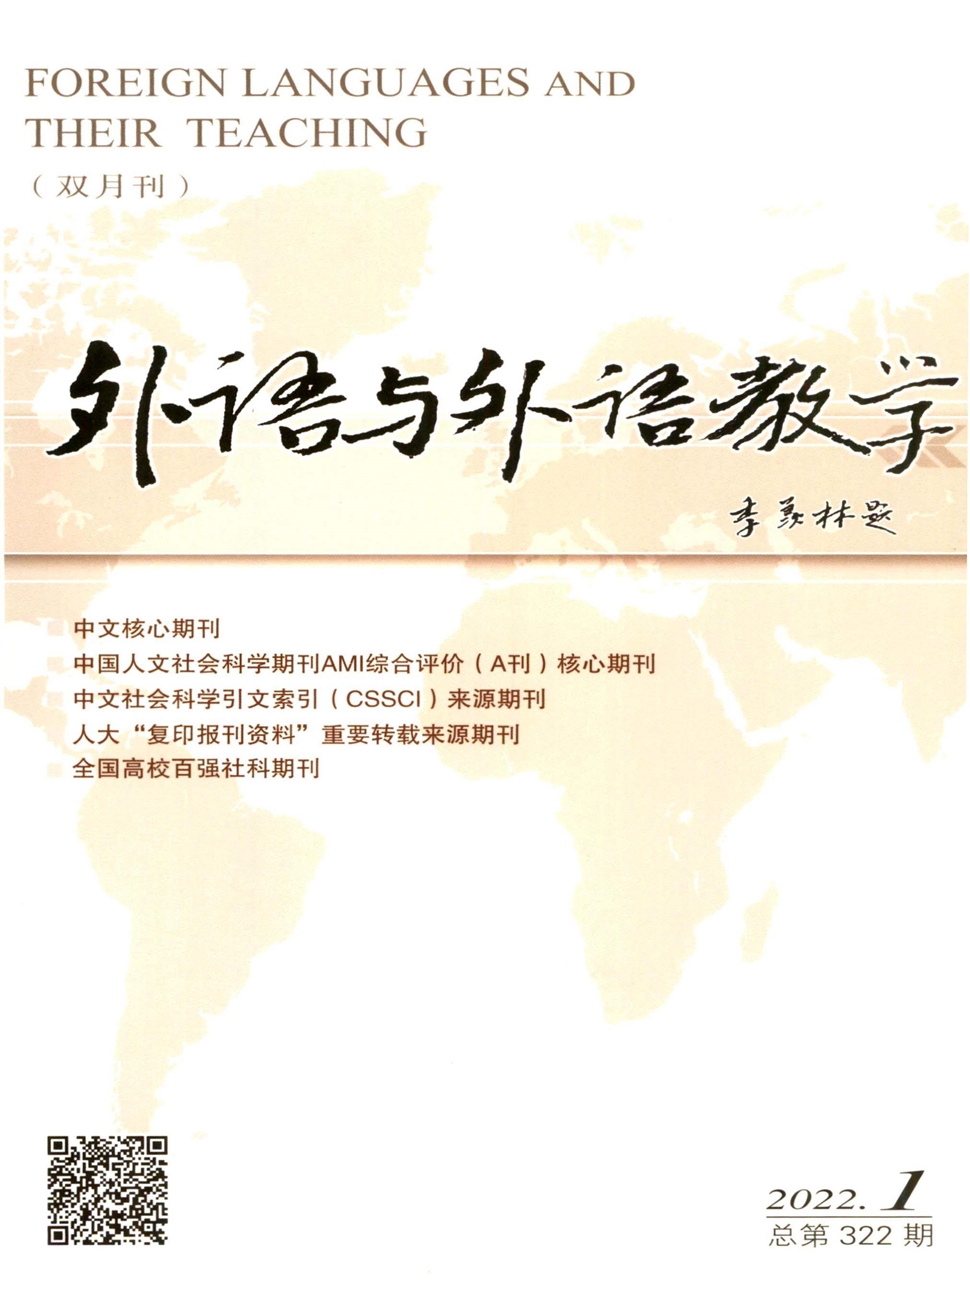 FOREIGN LANGUAGES AND
THEIR TEACHING
（双月刊）
外语与外语教学
李羡林题
中文核心期刊
中国人文社会科学期刊AMI综合评价（A刊）核心期刊
中文社会科学引文索引（CSSCI）来源期刊
人大“复印报刊资料”重要转载来源期刊
全国高校百强社科期刊
2022.1
总第 322 期